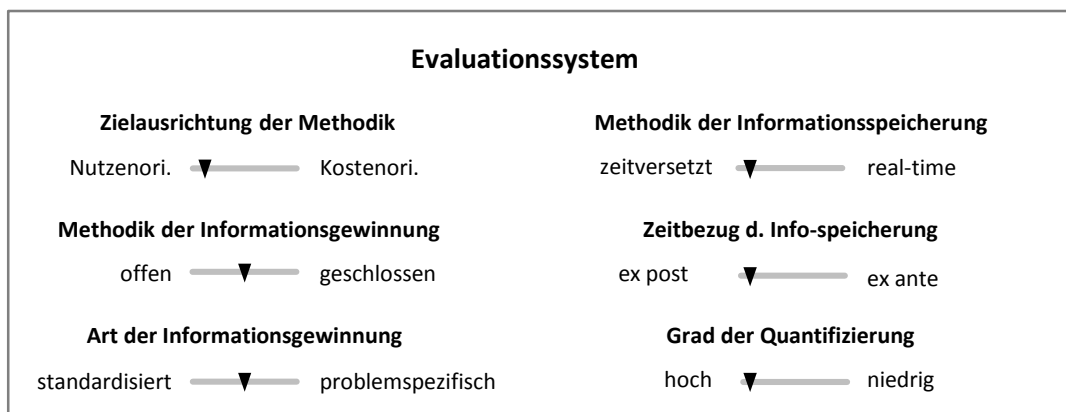 Evaluationssystem
Zielausrichtung der Methodik
Nutzenori. Kostenori.
Methodik der Informationsgewinnung
offen geschlossen
Art der Informationsgewinnung
standardisiert problemspezifisch
Methodik der Informationsspeicherung
zeitversetzt real-time
Zeitbezug d. Info-speicherung
ex post ex ante
Grad der Quantifizierung
hoch niedrig